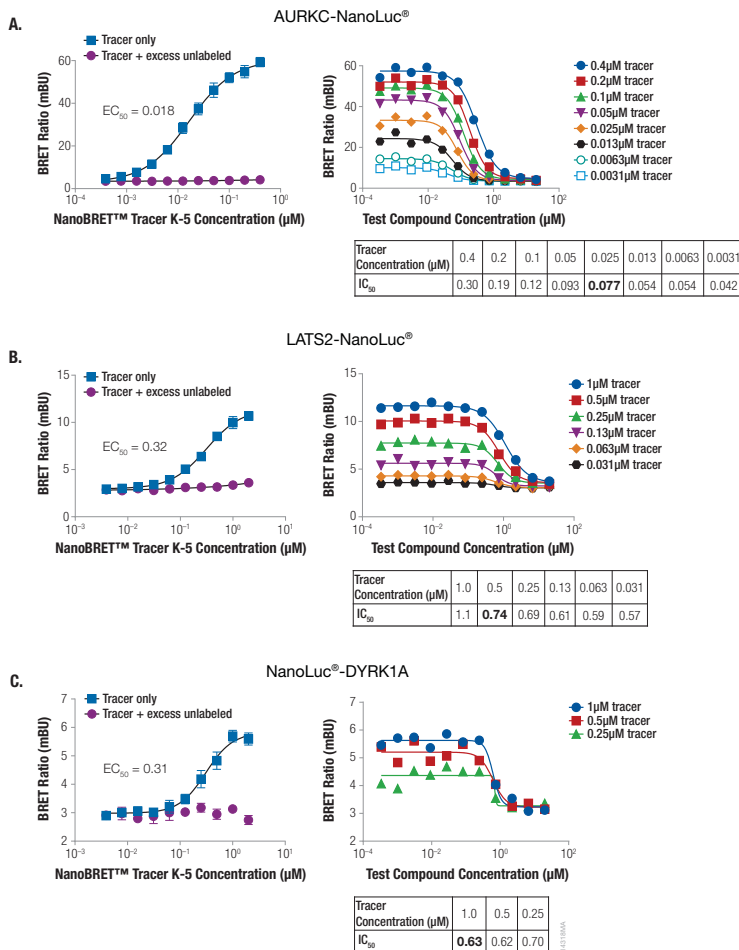 AURKC-NanoLuc®
A.
Tracer only
Tracer + excess unlabeled
BRET Ratio (mBU)
60
40
20
0
EC50 = 0.018
10⁻⁴ 10⁻³ 10⁻² 10⁻¹ 10⁰
NanoBRET™ Tracer K-5 Concentration (µM)
BRET Ratio (mBU)
60
40
20
0
10⁻⁴ 10⁻² 10⁰ 10²
Test Compound Concentration (µM)
0.4µM tracer
0.2µM tracer
0.1µM tracer
0.05µM tracer
0.025µM tracer
0.013µM tracer
0.0063µM tracer
0.0031µM tracer
Tracer Concentration (µM) 0.4 0.2 0.1 0.05 0.025 0.013 0.0063 0.0031
IC50 0.30 0.19 0.12 0.093 0.077 0.054 0.054 0.042
LATS2-NanoLuc®
B.
Tracer only
Tracer + excess unlabeled
BRET Ratio (mBU)
15
10
5
0
EC50 = 0.32
10⁻³ 10⁻² 10⁻¹ 10⁰ 10¹
NanoBRET™ Tracer K-5 Concentration (µM)
BRET Ratio (mBU)
15
10
5
0
10⁻⁴ 10⁻² 10⁰ 10²
Test Compound Concentration (µM)
1µM tracer
0.5µM tracer
0.25µM tracer
0.13µM tracer
0.063µM tracer
0.031µM tracer
Tracer Concentration (µM) 1.0 0.5 0.25 0.13 0.063 0.031
IC50 1.1 0.74 0.69 0.61 0.59 0.57
NanoLuc®-DYRK1A
C.
Tracer only
Tracer + excess unlabeled
BRET Ratio (mBU)
7
6
5
4
3
2
EC50 = 0.31
10⁻³ 10⁻² 10⁻¹ 10⁰ 10¹
NanoBRET™ Tracer K-5 Concentration (µM)
BRET Ratio (mBU)
7
6
5
4
3
2
10⁻⁴ 10⁻² 10⁰ 10²
Test Compound Concentration (µM)
1µM tracer
0.5µM tracer
0.25µM tracer
Tracer Concentration (µM) 1.0 0.5 0.25
IC50 0.63 0.62 0.70